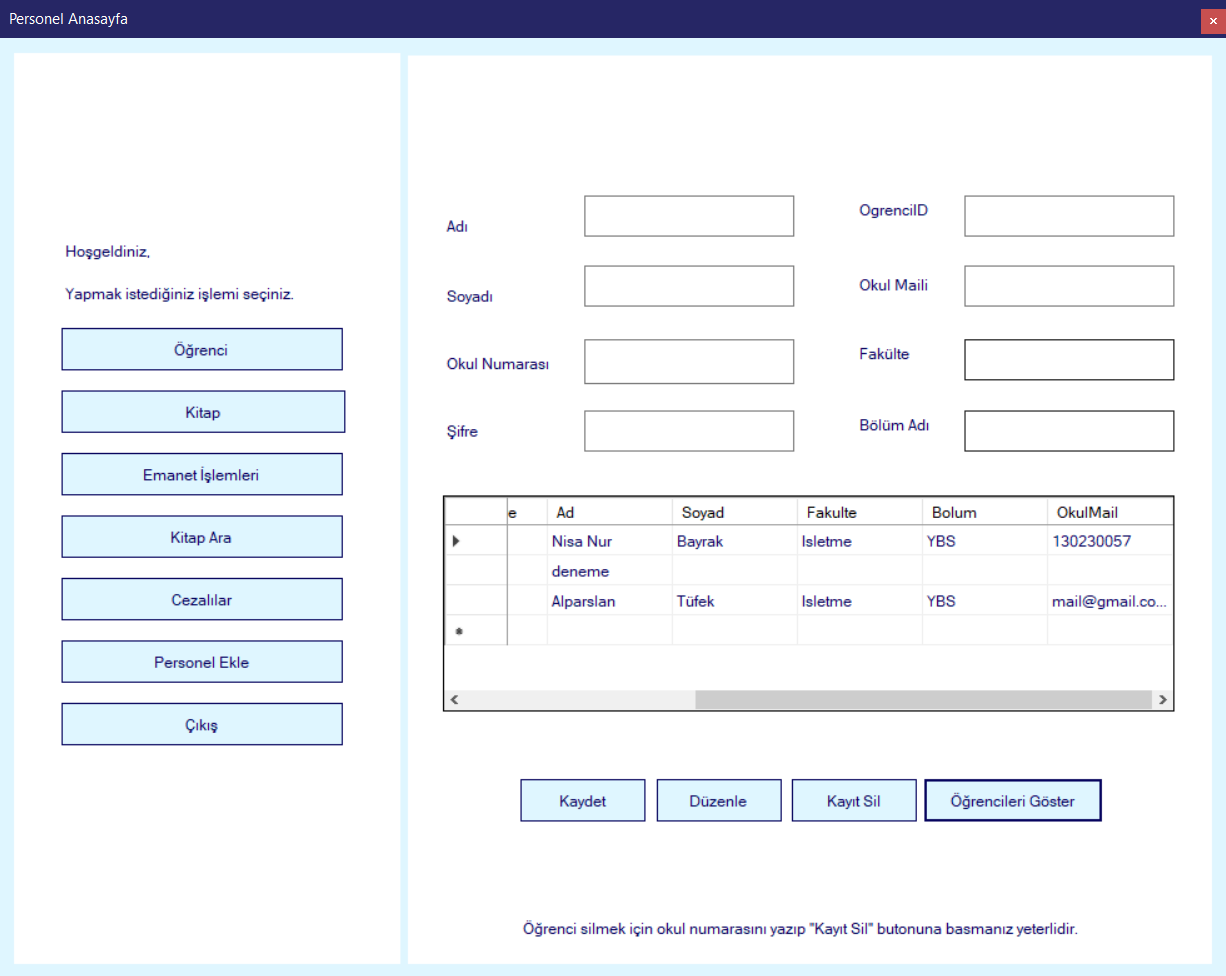 Personel Anasayfa
Hoşgeldiniz,
Yapmak istediğiniz işlemi seçiniz.
Öğrenci
Kitap
Emanet İşlemleri
Kitap Ara
Cezalılar
Personel Ekle
Çıkış
Adı
OgrenciID
Soyadı
Okul Maili
Okul Numarası
Fakülte
Şifre
Bölüm Adı
e Ad Soyad Fakulte Bolum OkulMail
Nisa Nur Bayrak Isletme YBS 130230057
deneme
Alparslan Tüfek Isletme YBS mail@gmail.co...
Kaydet Düzenle Kayıt Sil Öğrencileri Göster
Öğrenci silmek için okul numarasını yazıp "Kayıt Sil" butonuna basmanız yeterlidir.